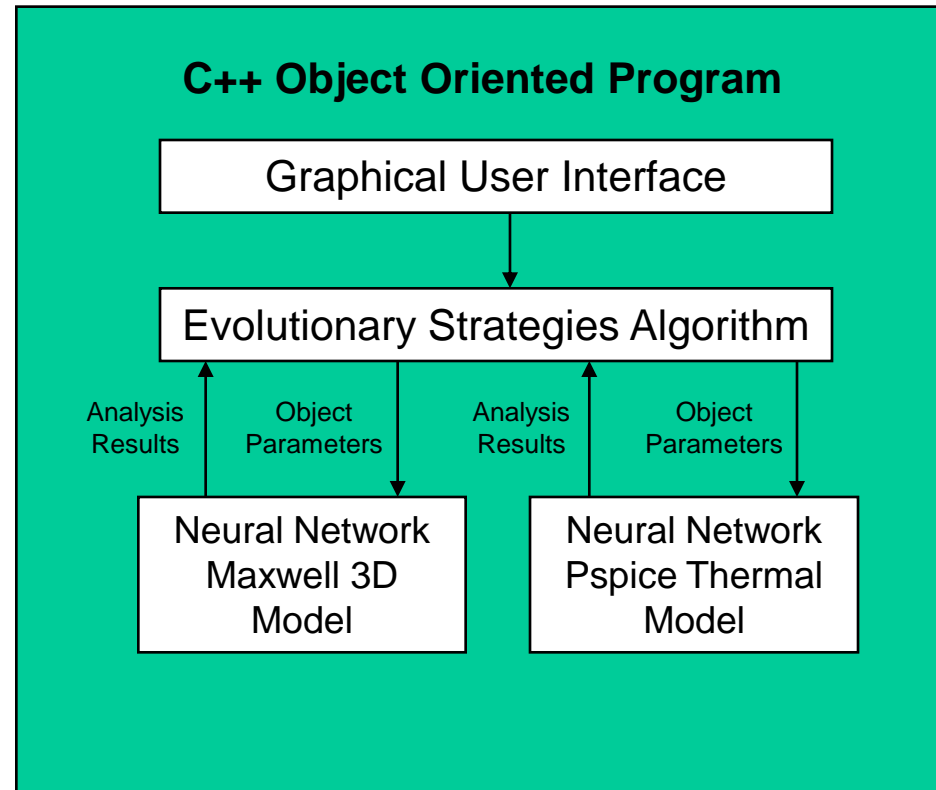 C++ Object Oriented Program
Graphical User Interface
Evolutionary Strategies Algorithm
Analysis
Results
Object
Parameters
Analysis
Results
Object
Parameters
Neural Network
Maxwell 3D
Model
Neural Network
Pspice Thermal
Model